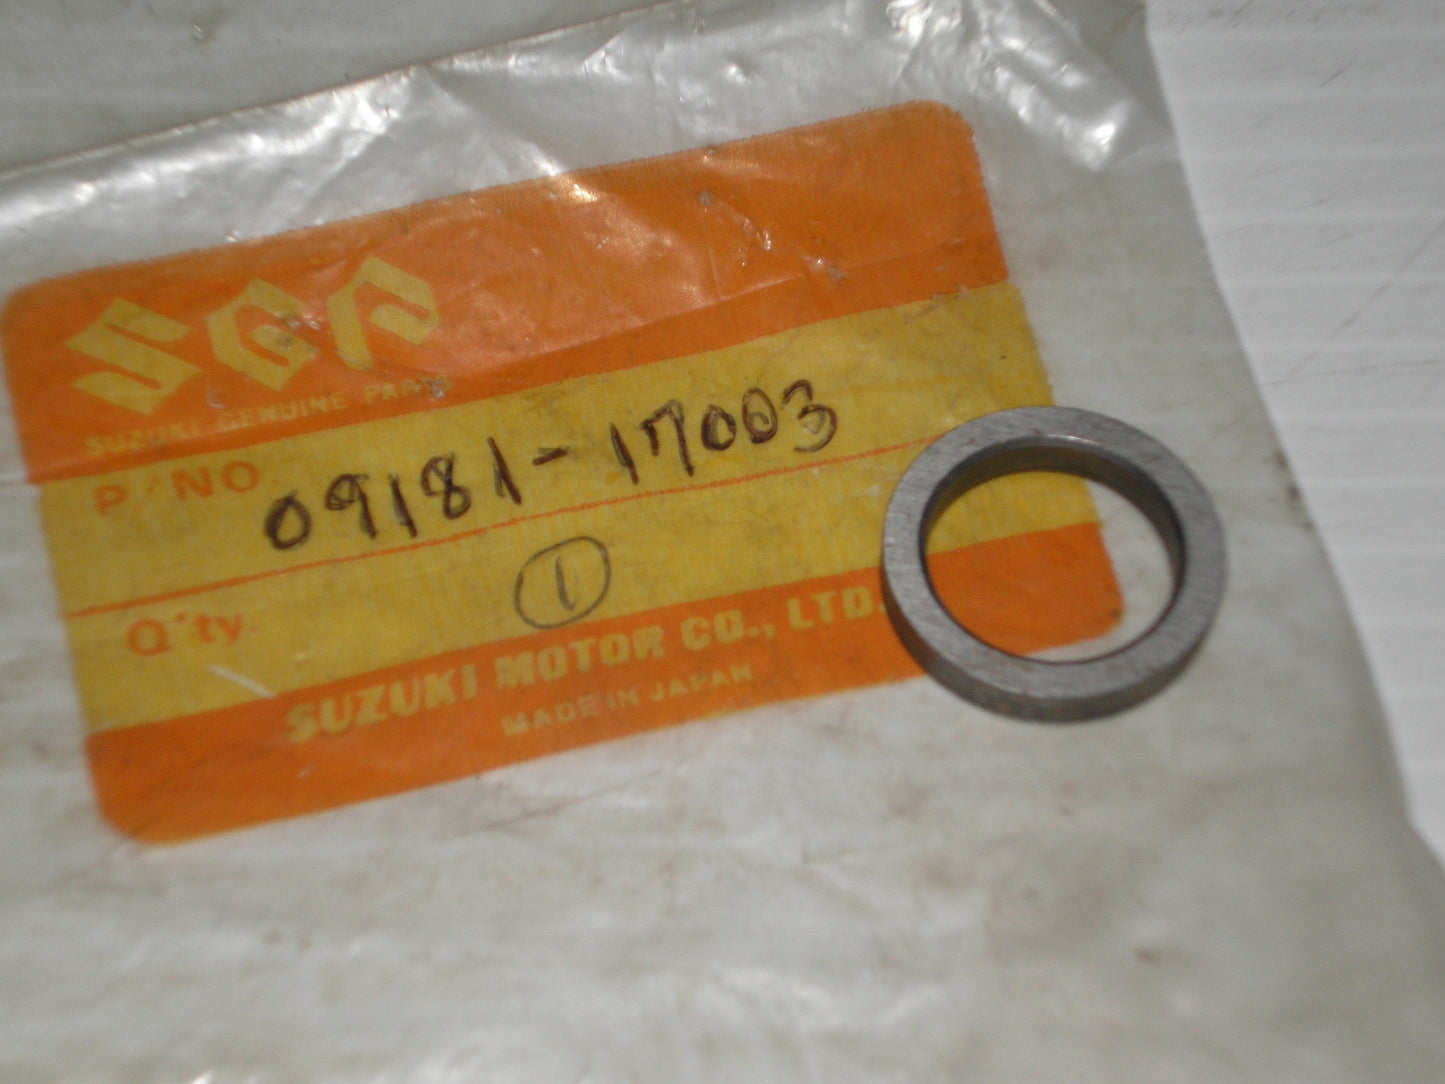 SGP
SUZUKI GENUINE PARTS
P/NO. 09181-17003
Q'ty. 1
SUZUKI MOTOR CO., LTD.
MADE IN JAPAN